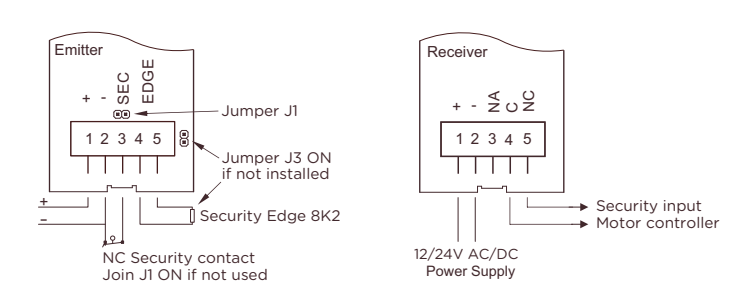 Emitter
+ - SEC EDGE
Jumper J1
1 2 3 4 5
Jumper J3 ON
if not installed
+
-
Security Edge 8K2
NC Security contact
Join J1 ON if not used
Receiver
+ - NA C NC
1 2 3 4 5
Security input
Motor controller
12/24V AC/DC
Power Supply